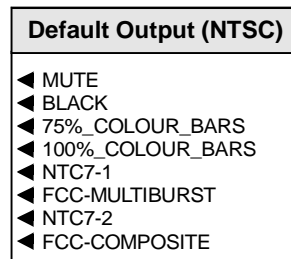 Default Output (NTSC)
MUTE
BLACK
75%_COLOUR_BARS
100%_COLOUR_BARS
NTC7-1
FCC-MULTIBURST
NTC7-2
FCC-COMPOSITE